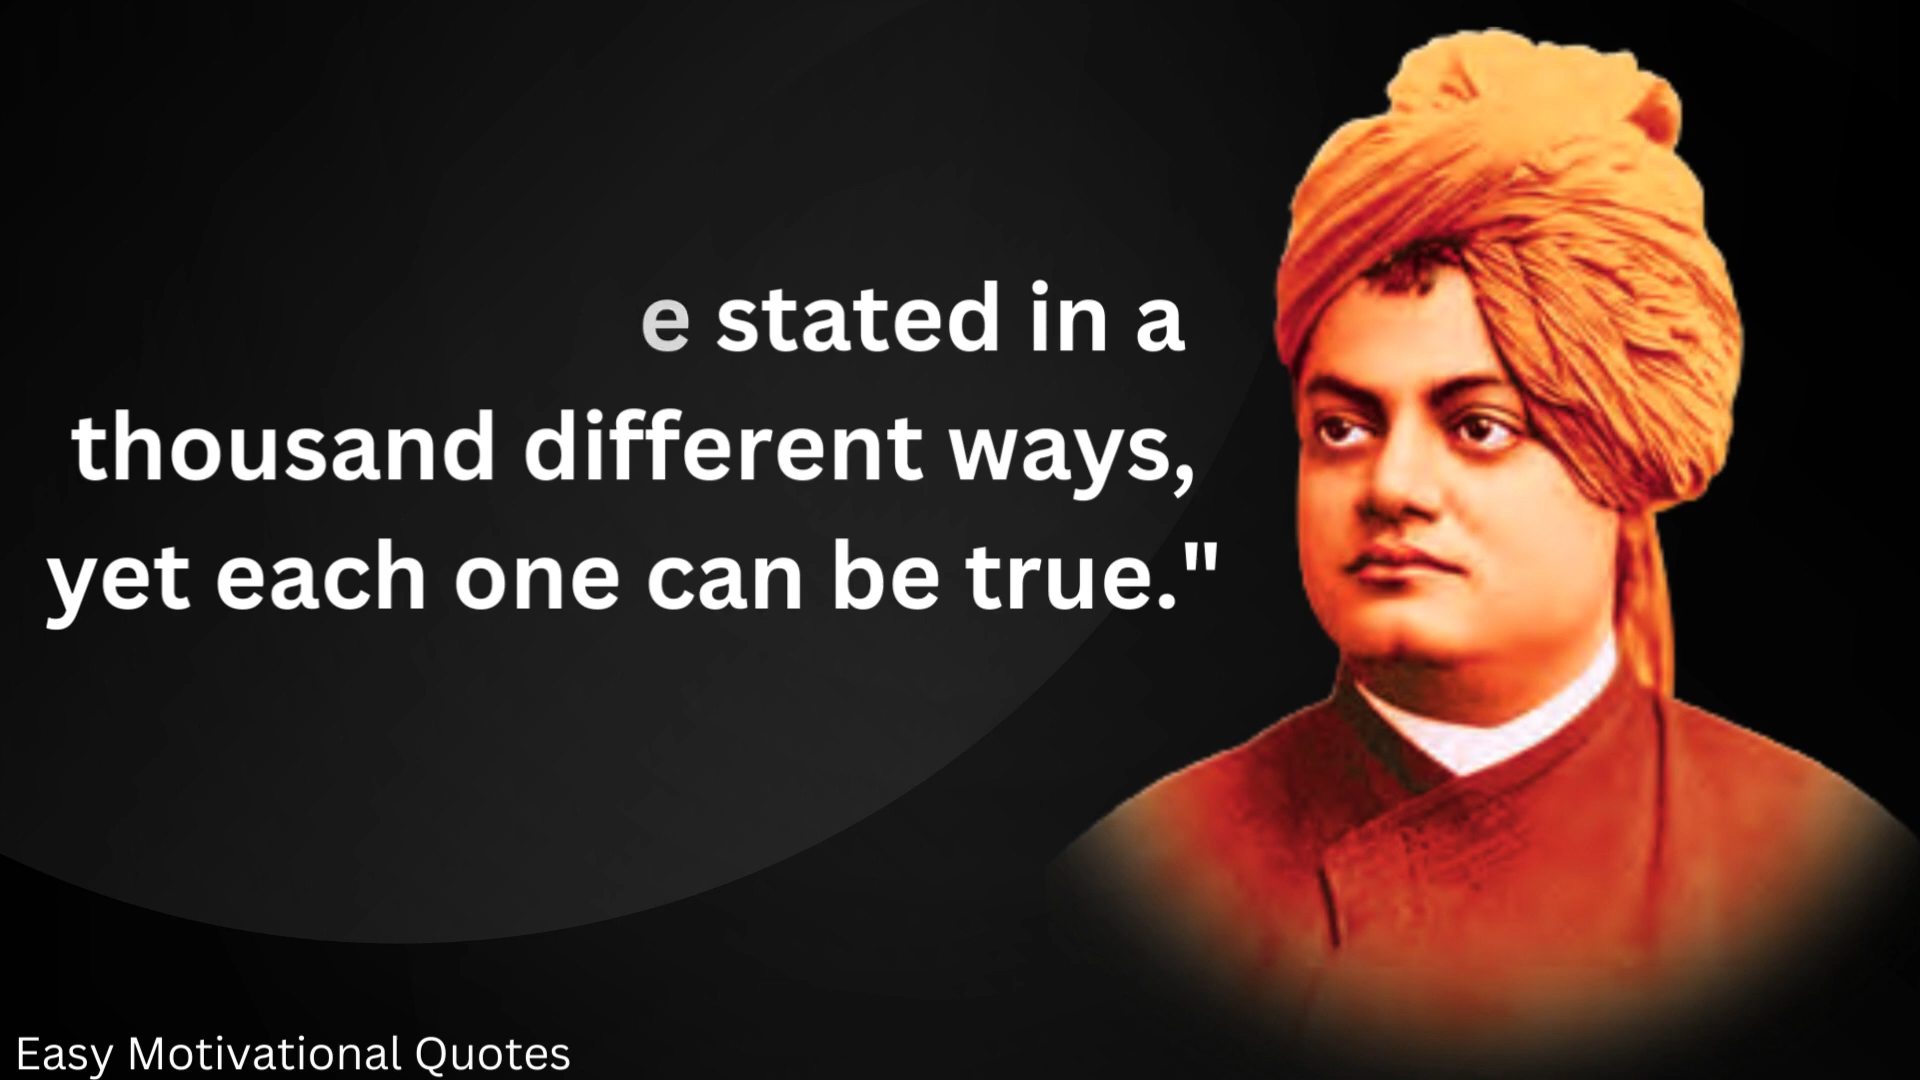 e stated in a
thousand different ways,
yet each one can be true."
Easy Motivational Quotes